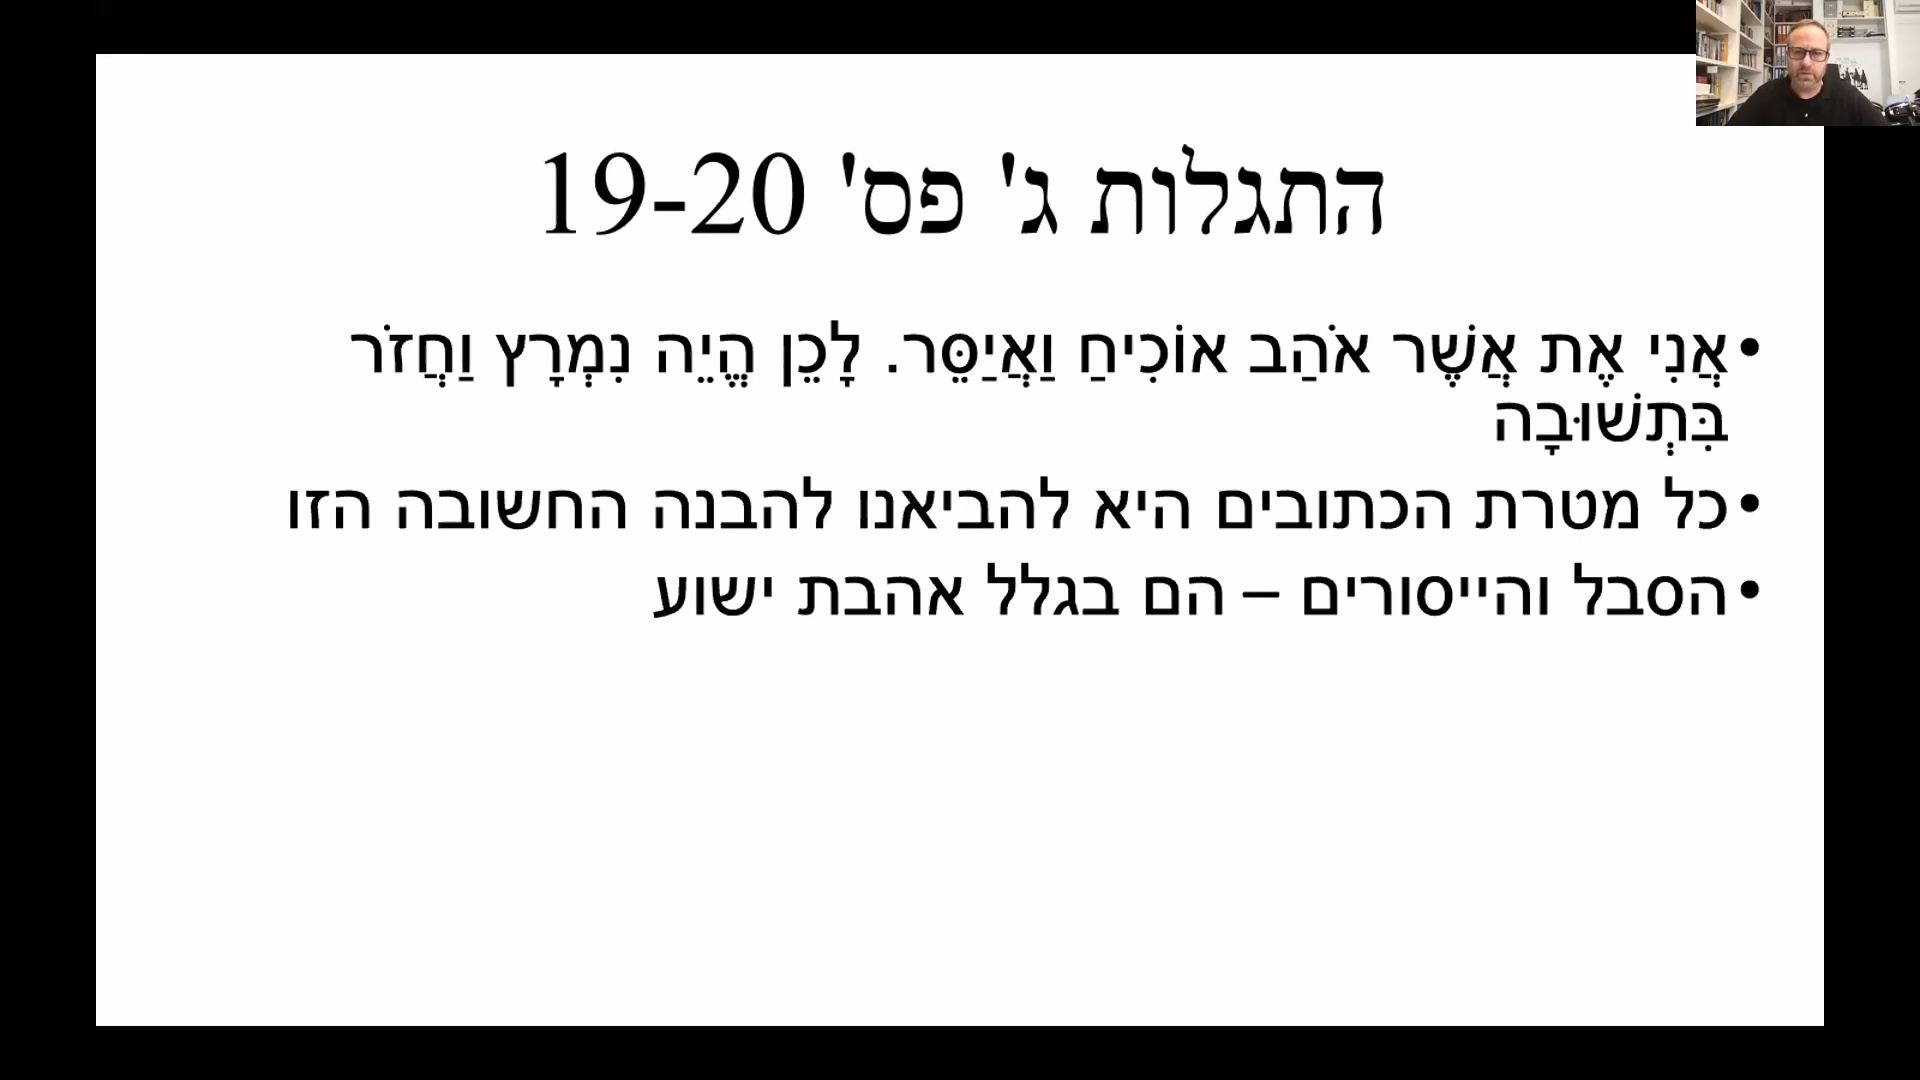 התגלות ג' פס' 19-20
•אֲנִי אֶת אֲשֶׁר אֹהַב אוֹכִיחַ וַאֲיַסֵּר. לָכֵן הֱיֵה נִמְרָץ וַחֲזֹר
בִּתְשׁוּבָה
•כל מטרת הכתובים היא להביאנו להבנה החשובה הזו
•הסבל והייסורים – הם בגלל אהבת ישוע